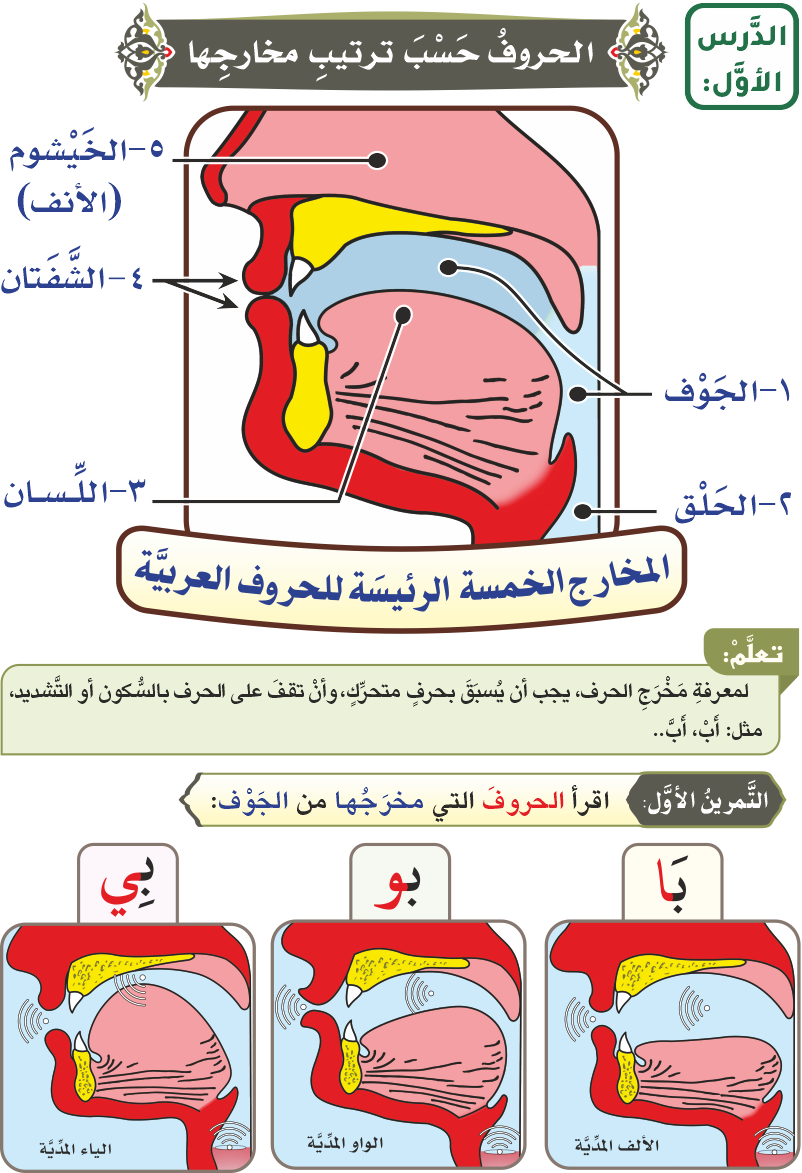 الدَّرس
الأوَّل:
الحروفُ حَسْبَ ترتيبِ مخارجِها
٥-الخَيْشوم
(الأنف)
٤-الشَّفَتان
١-الجَوْف
٣-اللِّسان
٢-الحَلْق
المخارج الخمسة الرئيسَة للحروف العربيَّة
تعلَّمْ:
لمعرفةِ مَخْرَجِ الحرف، يجب أن يُسبَقَ بحرفٍ متحرِّكٍ، وأنْ تقفَ على الحرف بالسُّكون أو التَّشديد،
مثل: أبْ، أبَّ..
التَّمرينُ الأوَّل:  اقرأ الحروفَ التي مخرَجُها من الجَوْف:
بَا
بو
بِي
الألف المدِّيَّة
الواو المدِّيَّة
الياء المدِّيَّة